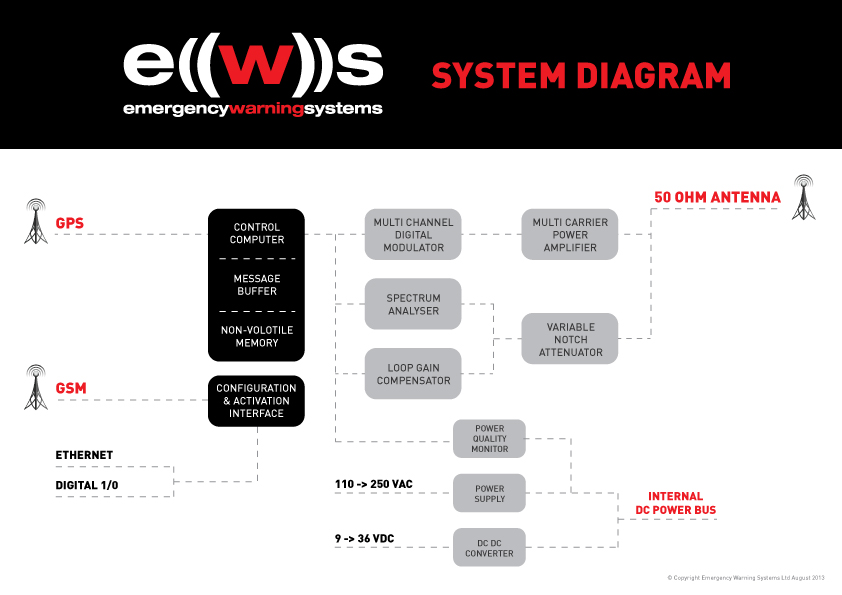 e((w))s
emergencywarningsystems
SYSTEM DIAGRAM
50 OHM ANTENNA
GPS
CONTROL
COMPUTER
MESSAGE
BUFFER
NON-VOLOTILE
MEMORY
MULTI CHANNEL
DIGITAL
MODULATOR
MULTI CARRIER
POWER
AMPLIFIER
SPECTRUM
ANALYSER
VARIABLE
NOTCH
ATTENUATOR
LOOP GAIN
COMPENSATOR
GSM
CONFIGURATION
& ACTIVATION
INTERFACE
ETHERNET
DIGITAL 1/0
POWER
QUALITY
MONITOR
110 -> 250 VAC
POWER
SUPPLY
INTERNAL
DC POWER BUS
9 -> 36 VDC
DC DC
CONVERTER
© Copyright Emergency Warning Systems Ltd August 2013